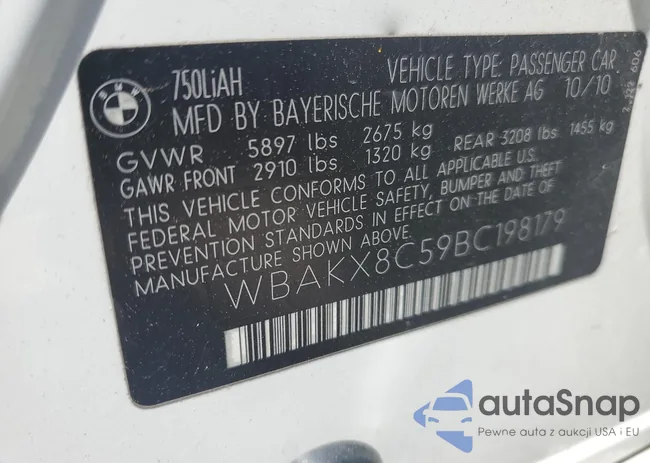 BMW
750LiAH
VEHICLE TYPE: PASSENGER CAR
MFD BY BAYERISCHE MOTOREN WERKE AG 10/10
GVWR 5897 lbs 2675 kg
GAWR FRONT 2910 lbs 1320 kg REAR 3208 lbs 1455 kg
THIS VEHICLE CONFORMS TO ALL APPLICABLE U.S.
FEDERAL MOTOR VEHICLE SAFETY, BUMPER AND THEFT
PREVENTION STANDARDS IN EFFECT ON THE DATE OF
MANUFACTURE SHOWN ABOVE.
WBAKX8C59BC198179
autoSnap
Pewne auta z aukcji USA i EU